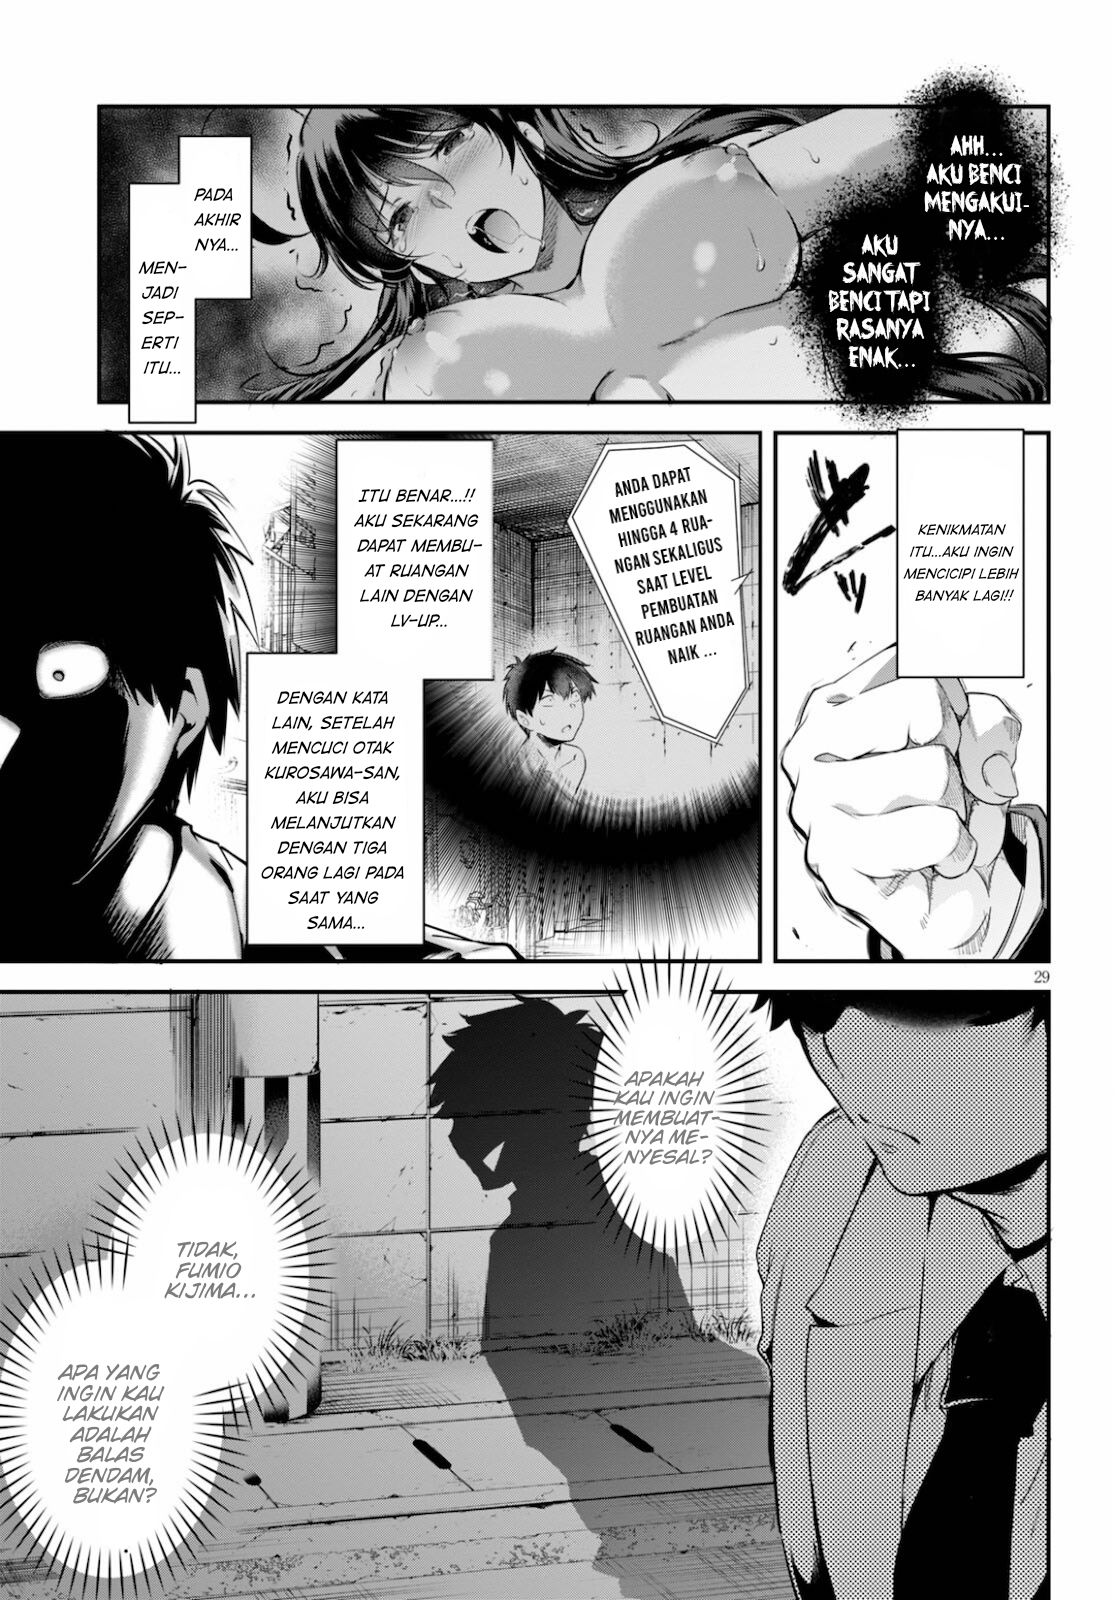 AHH...
AKU BENCI
MENGAKUI-
NYA...
AKU
SANGAT
BENCI TAPI
RASANYA
ENAK...
PADA
AKHIR
NYA...
MEN-
JADI
SEP-
ERTI
ITU...
KENIKMATAN
ITU...AKU INGIN
MENCICIPI LEBIH
BANYAK LAGI!!
ANDA DAPAT
MENGGUNAKAN
HINGGA 4 RUA-
NGAN SEKALIGUS
SAAT LEVEL
PEMBUATAN
RUANGAN ANDA
NAIK ...
ITU BENAR...!!
AKU SEKARANG
DAPAT MEMBU-
AT RUANGAN
LAIN DENGAN
LV-UP...
DENGAN KATA
LAIN, SETELAH
MENCUCI OTAK
KUROSAWA-SAN,
AKU BISA
MELANJUTKAN
DENGAN TIGA
ORANG LAGI PADA
SAAT YANG
SAMA...
29
APAKAH
KAU INGIN
MEMBUAT-
NYA ME-
NYESAL?
TIDAK,
FUMIO
KIJIMA...
APA YANG
INGIN KAU
LAKUKAN
ADALAH
BALAS
DENDAM,
BUKAN?